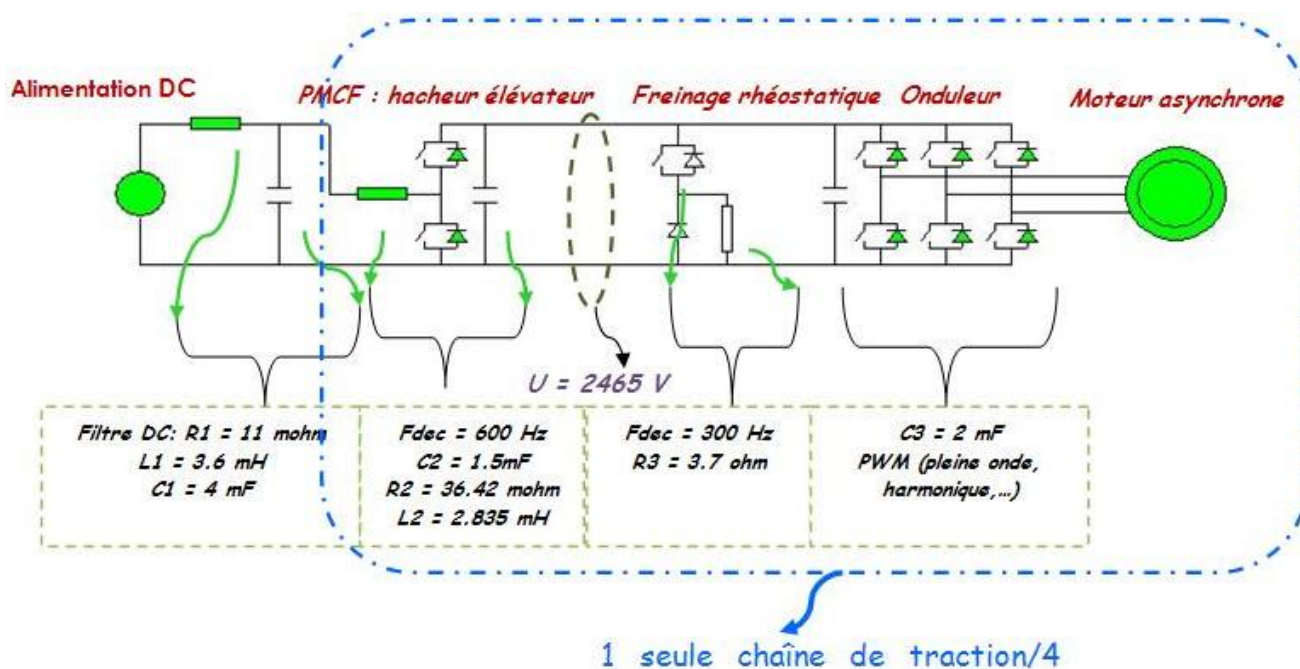 Alimentation DC
PMCF : hacheur élévateur
Freinage rhéostatique
Onduleur
Moteur asynchrone
U = 2465 V
Filtre DC: R1 = 11 mohm
L1 = 3.6 mH
C1 = 4 mF
Fdec = 600 Hz
C2 = 1.5mF
R2 = 36.42 mohm
L2 = 2.835 mH
Fdec = 300 Hz
R3 = 3.7 ohm
C3 = 2 mF
PWM (pleine onde,
harmonique,...)
1 seule chaîne de traction/4